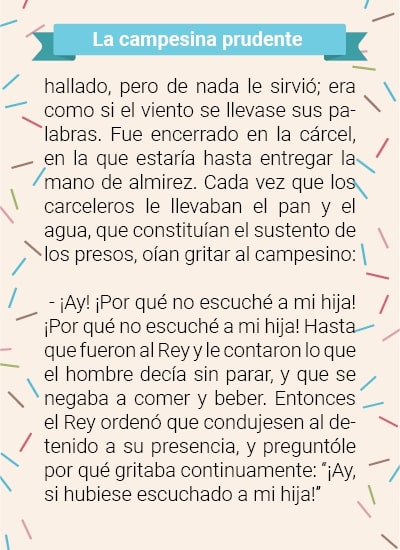 La campesina prudente
hallado, pero de nada le sirvió; era
como si el viento se llevase sus pa-
labras. Fue encerrado en la cárcel,
en la que estaría hasta entregar la
mano de almirez. Cada vez que los
carceleros le llevaban el pan y el
agua, que constituían el sustento de
los presos, oían gritar al campesino:
- ¡Ay! ¡Por qué no escuché a mi hija!
¡Por qué no escuché a mi hija! Hasta
que fueron al Rey y le contaron lo que
el hombre decía sin parar, y que se
negaba a comer y beber. Entonces
el Rey ordenó que condujesen al de-
tenido a su presencia, y preguntóle
por qué gritaba continuamente: “¡Ay,
si hubiese escuchado a mi hija!”